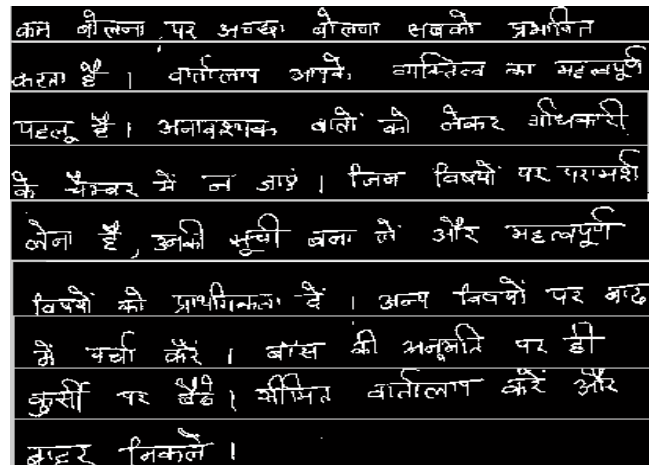 कम बोलना, पर अच्छा बोलना सबको प्रभावित
करता है । वार्तालाप आपके व्यक्तित्व का महत्वपूर्ण
पहलू है । अनावश्यक बातों को लेकर अधिकारी
के चैम्बर में न जाएं । जिन विषयों पर परामर्श
लेना है, उनकी सूची बना लें और महत्वपूर्ण
विषयों को प्राथमिकता दें । अन्य विषयों पर बाद
में चर्चा करें । बॉस की अनुमति पर ही
कुर्सी पर बैठें । सीमित वार्तालाप करें और
बाहर निकलें ।